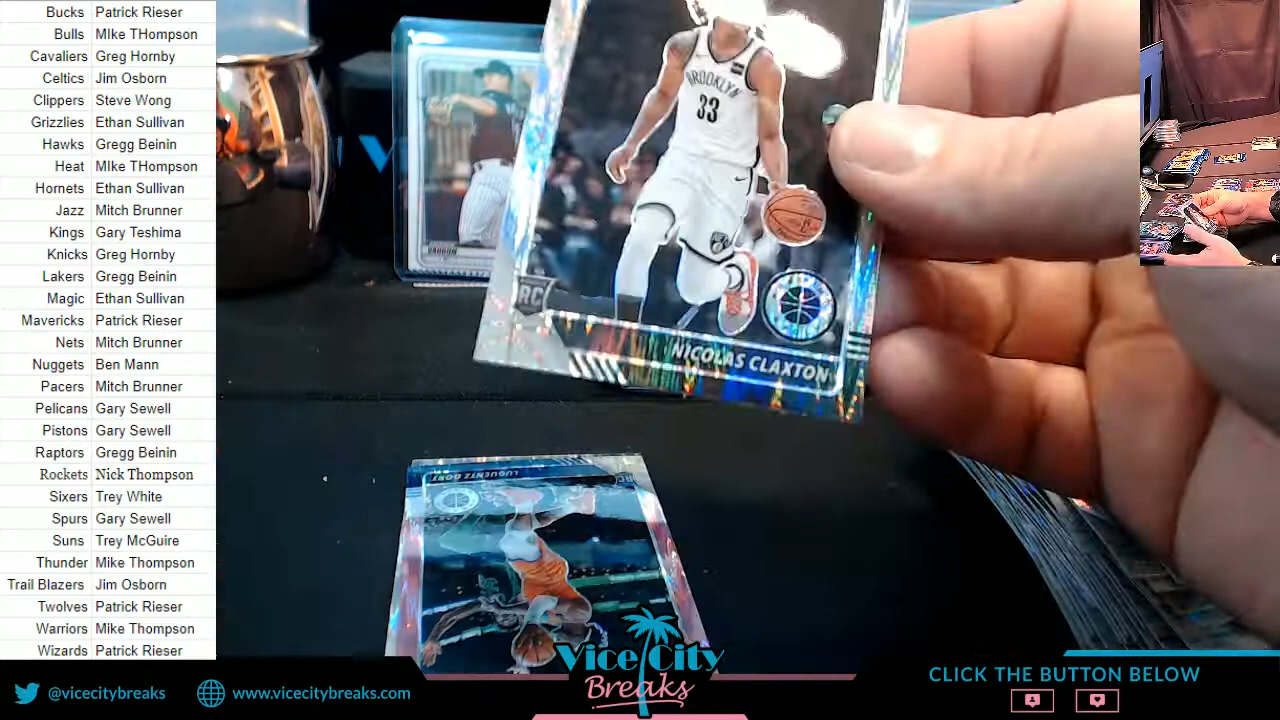 Bucks Patrick Rieser
Bulls MIke THompson
Cavaliers Greg Hornby
Celtics Jim Osborn
Clippers Steve Wong
Grizzlies Ethan Sullivan
Hawks Gregg Beinin
Heat MIke THompson
Hornets Ethan Sullivan
Jazz Mitch Brunner
Kings Gary Teshima
Knicks Greg Hornby
Lakers Gregg Beinin
Magic Ethan Sullivan
Mavericks Patrick Rieser
Nets Mitch Brunner
Nuggets Ben Mann
Pacers Mitch Brunner
Pelicans Gary Sewell
Pistons Gary Sewell
Raptors Gregg Beinin
Rockets Nick Thompson
Sixers Trey White
Spurs Gary Sewell
Suns Trey McGuire
Thunder Mike Thompson
Trail Blazers Jim Osborn
Twolves Patrick Rieser
Warriors Mike Thompson
Wizards Patrick Rieser
BROOKLYN
33
RC
NICOLAS CLAXTON
LUGUENTZ DORT
RC
Vice City
Breaks
@vicecitybreaks
www.vicecitybreaks.com
CLICK THE BUTTON BELOW